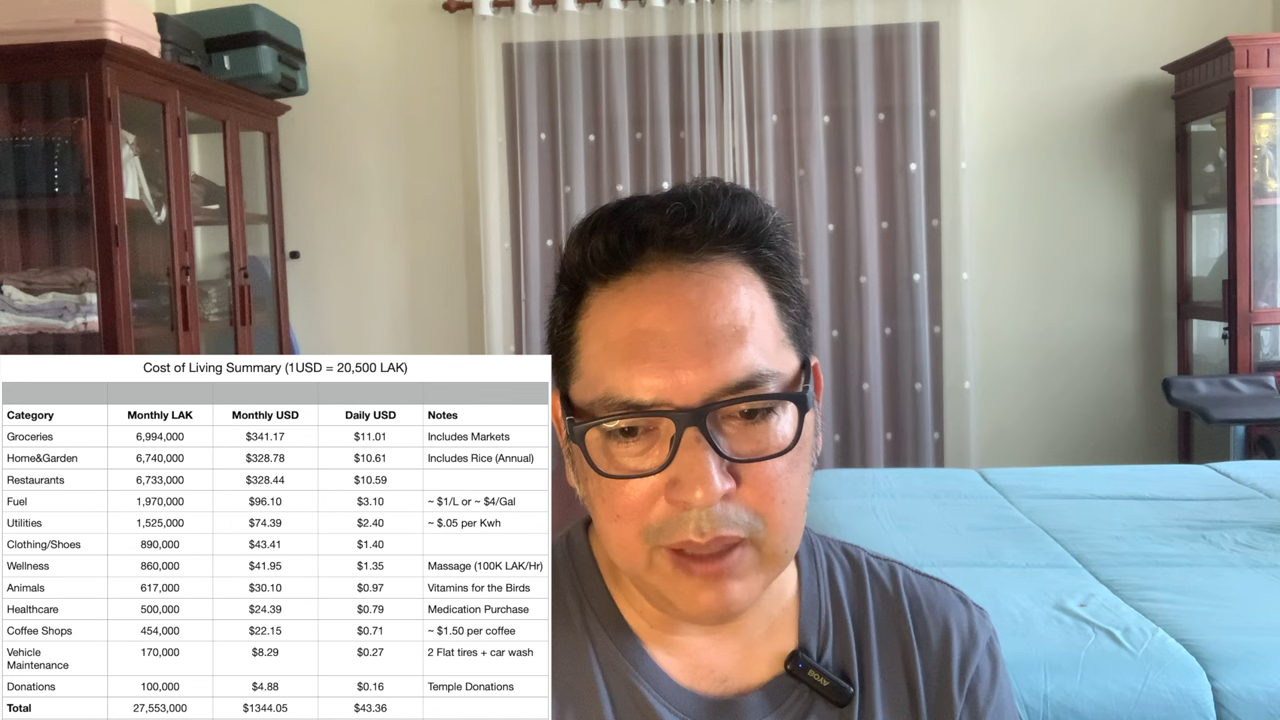 Cost of Living Summary (1USD = 20,500 LAK)
Category Monthly LAK Monthly USD Daily USD Notes
Groceries 6,994,000 $341.17 $11.01 Includes Markets
Home&Garden 6,740,000 $328.78 $10.61 Includes Rice (Annual)
Restaurants 6,733,000 $328.44 $10.59
Fuel 1,970,000 $96.10 $3.10 ~ $1/L or ~ $4/Gal
Utilities 1,525,000 $74.39 $2.40 ~ $.05 per Kwh
Clothing/Shoes 890,000 $43.41 $1.40
Wellness 860,000 $41.95 $1.35 Massage (100K LAK/Hr)
Animals 617,000 $30.10 $0.97 Vitamins for the Birds
Healthcare 500,000 $24.39 $0.79 Medication Purchase
Coffee Shops 454,000 $22.15 $0.71 ~ $1.50 per coffee
Vehicle Maintenance 170,000 $8.29 $0.27 2 Flat tires + car wash
Donations 100,000 $4.88 $0.16 Temple Donations
Total 27,553,000 $1344.05 $43.36